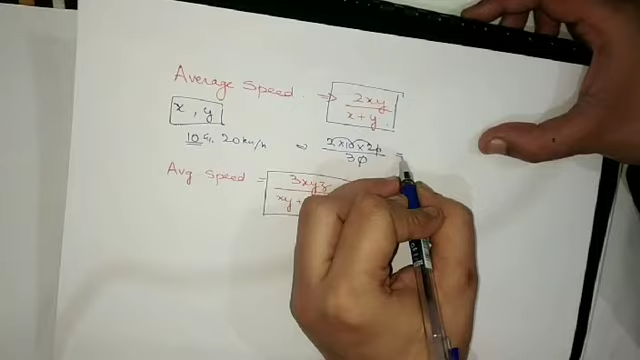 Average Speed . ⇒ 2xy / x + y .
x , y
10 & 20 km/h ⇒ 2 × 10 × 20 / 30 =
Avg Speed = 3xyz / xy +